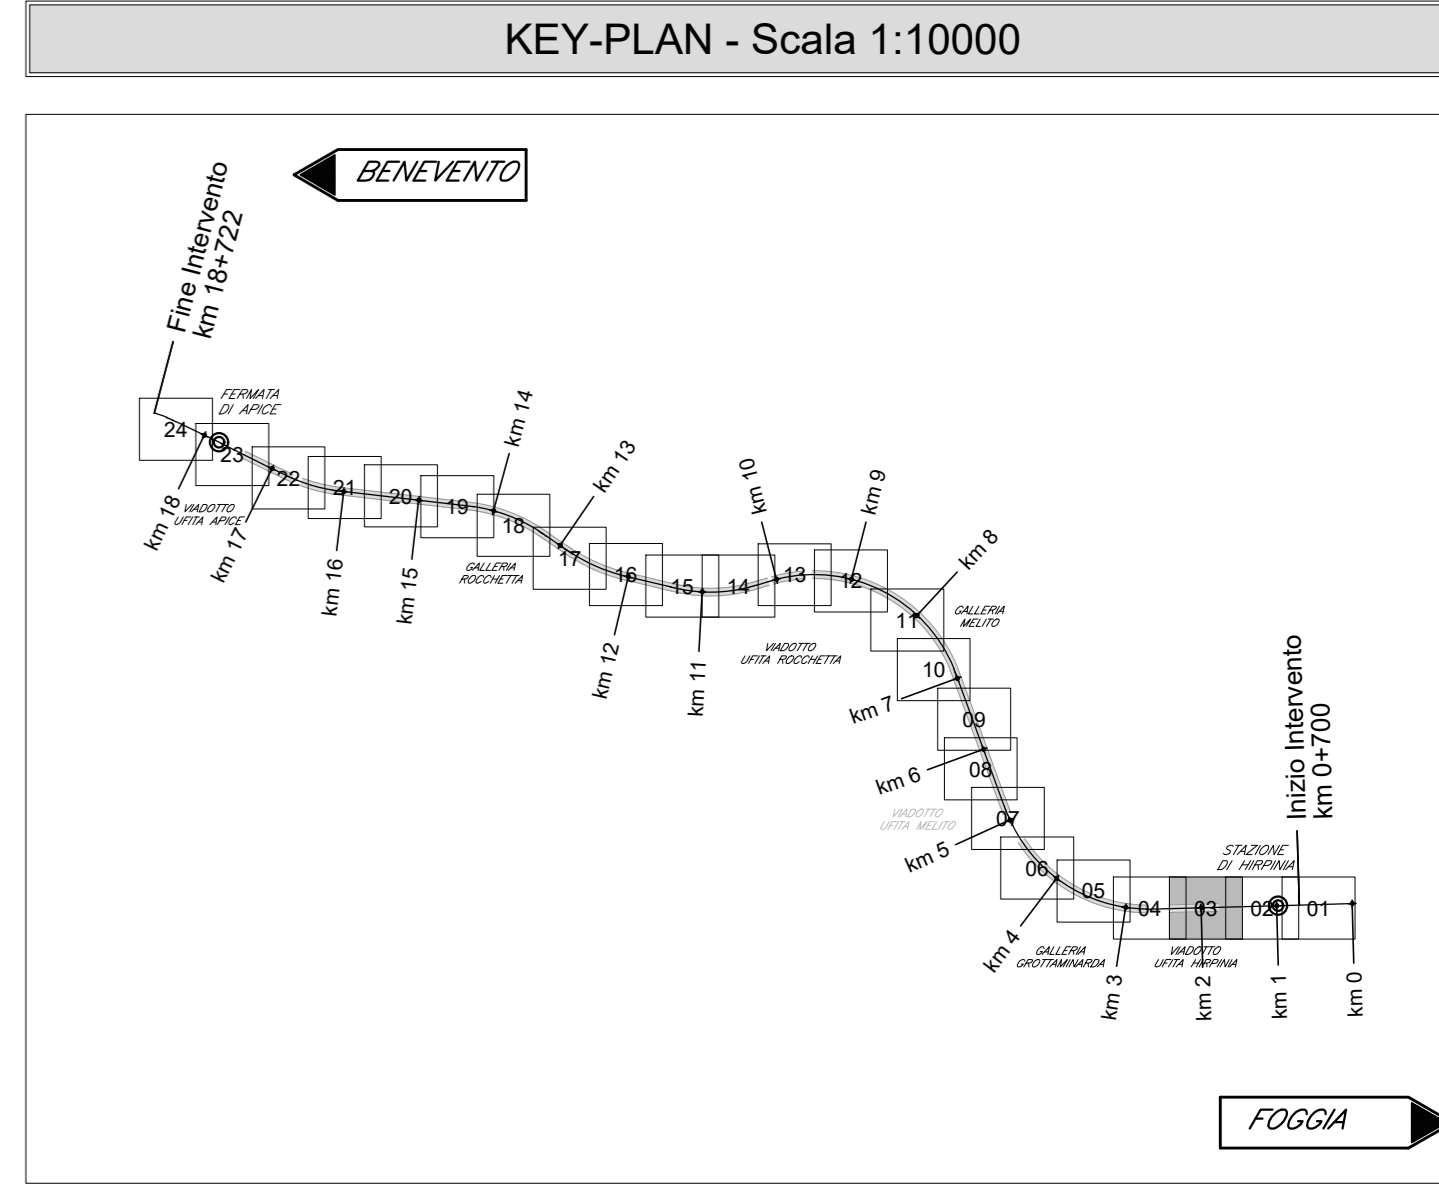 KEY-PLAN - Scala 1:10000
BENEVENTO
Fine Intervento
km 18+722
FERMATA
DI APICE
24
23
22
21
20
19
18
17
16
15
14
13
12
11
10
09
08
07
06
05
04
03
02
01
VIADOTTO
UFITA APICE
km 18
km 17
km 16
km 15
km 14
km 13
GALLERIA
ROCCHETTA
km 12
km 11
km 10
km 9
VIADOTTO
UFITA ROCCHETTA
km 8
GALLERIA
MELITO
km 7
km 6
VIADOTTO
UFITA MELITO
km 5
km 4
GALLERIA
GROTTAMINARDA
km 3
VIADOTTO
UFITA HIRPINIA
km 2
STAZIONE
DI HIRPINIA
km 1
Inizio Intervento
km 0+700
km 0
FOGGIA